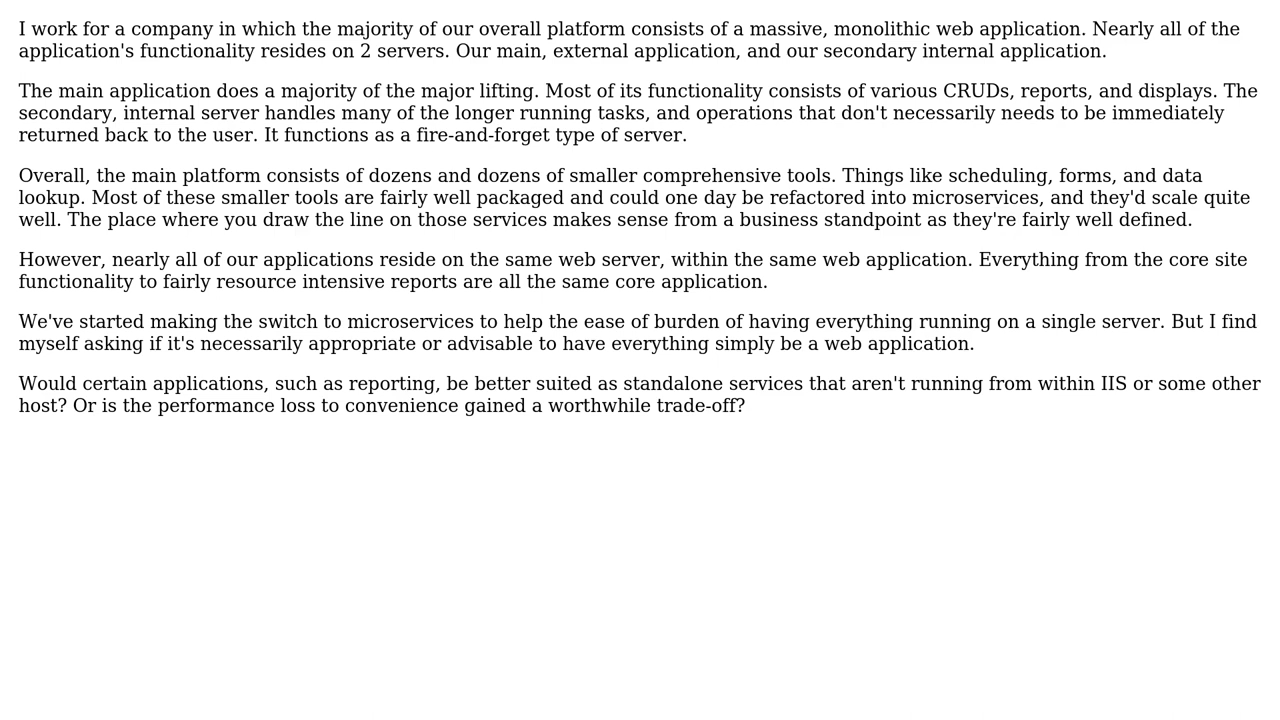 I work for a company in which the majority of our overall platform consists of a massive, monolithic web application. Nearly all of the
application's functionality resides on 2 servers. Our main, external application, and our secondary internal application.
The main application does a majority of the major lifting. Most of its functionality consists of various CRUDs, reports, and displays. The
secondary, internal server handles many of the longer running tasks, and operations that don't necessarily needs to be immediately
returned back to the user. It functions as a fire-and-forget type of server.
Overall, the main platform consists of dozens and dozens of smaller comprehensive tools. Things like scheduling, forms, and data
lookup. Most of these smaller tools are fairly well packaged and could one day be refactored into microservices, and they'd scale quite
well. The place where you draw the line on those services makes sense from a business standpoint as they're fairly well defined.
However, nearly all of our applications reside on the same web server, within the same web application. Everything from the core site
functionality to fairly resource intensive reports are all the same core application.
We've started making the switch to microservices to help the ease of burden of having everything running on a single server. But I find
myself asking if it's necessarily appropriate or advisable to have everything simply be a web application.
Would certain applications, such as reporting, be better suited as standalone services that aren't running from within IIS or some other
host? Or is the performance loss to convenience gained a worthwhile trade-off?